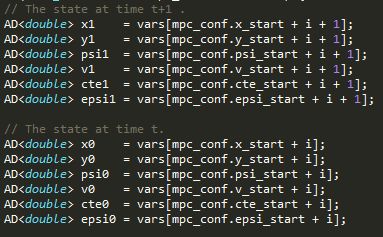 // The state at time t+1 .
AD<double> x1    = vars[mpc_conf.x_start + i + 1];
AD<double> y1    = vars[mpc_conf.y_start + i + 1];
AD<double> psi1  = vars[mpc_conf.psi_start + i + 1];
AD<double> v1    = vars[mpc_conf.v_start + i + 1];
AD<double> cte1  = vars[mpc_conf.cte_start + i + 1];
AD<double> epsi1 = vars[mpc_conf.epsi_start + i + 1];

// The state at time t.
AD<double> x0    = vars[mpc_conf.x_start + i];
AD<double> y0    = vars[mpc_conf.y_start + i];
AD<double> psi0  = vars[mpc_conf.psi_start + i];
AD<double> v0    = vars[mpc_conf.v_start + i];
AD<double> cte0  = vars[mpc_conf.cte_start + i];
AD<double> epsi0 = vars[mpc_conf.epsi_start + i];